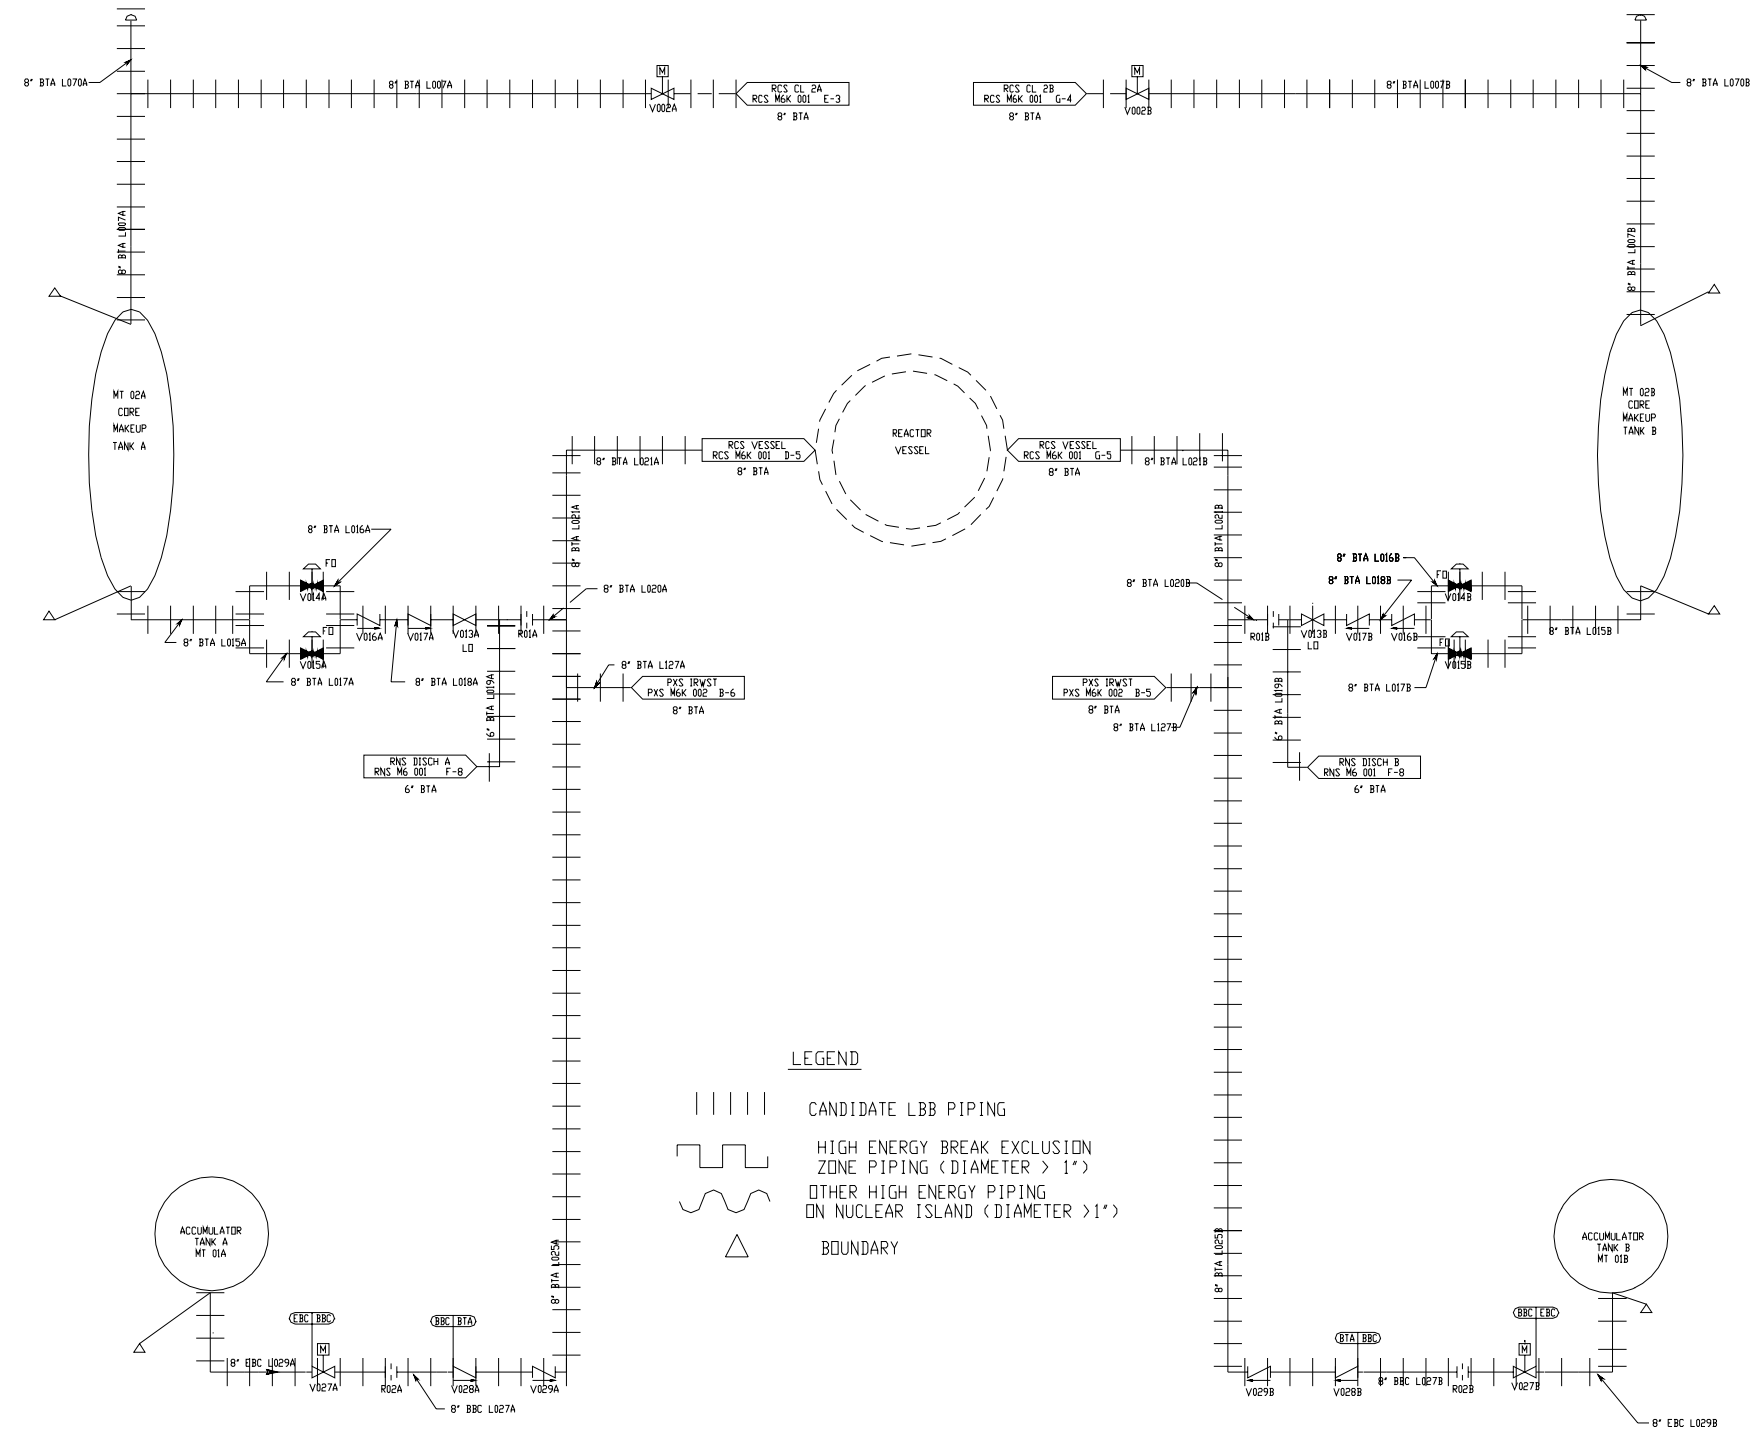 8" BTA L070A
8" BTA L007A
M
V002A
RCS CL 2A
RCS M6K 001 E-3
8" BTA
RCS CL 2B
RCS M6K 001 G-4
8" BTA
M
V002B
8" BTA L007B
8" BTA L070B
8" BTA L007A
8" BTA L007B
MT 02A
CORE
MAKEUP
TANK A
REACTOR
VESSEL
MT 02B
CORE
MAKEUP
TANK B
8" BTA L021A
RCS VESSEL
RCS M6K 001 D-5
8" BTA
RCS VESSEL
RCS M6K 001 G-5
8" BTA
8" BTA L021B
8" BTA L021A
8" BTA L021B
8" BTA L016A
FO
V014A
8" BTA L015A
FO
V015A
8" BTA L017A
V016A
V017A
V013A
LO
R01A
8" BTA L018A
8" BTA L020A
8" BTA L019A
6" BTA L019A
8" BTA L127A
PXS IRWST
PXS M6K 002 B-6
8" BTA
RNS DISCH A
RNS M6 001 F-8
6" BTA
8" BTA L020B
8" BTA L016B
8" BTA L018B
FO
V014B
R01B
V013B
LO
V017B
V016B
FO
V015B
8" BTA L015B
8" BTA L017B
PXS IRWST
PXS M6K 002 B-5
8" BTA
8" BTA L127B
6" BTA L019B
RNS DISCH B
RNS M6 001 F-8
6" BTA
LEGEND
CANDIDATE LBB PIPING
HIGH ENERGY BREAK EXCLUSION
ZONE PIPING (DIAMETER > 1")
OTHER HIGH ENERGY PIPING
ON NUCLEAR ISLAND (DIAMETER >1")
BOUNDARY
ACCUMULATOR
TANK A
MT 01A
8" BTA L025A
8" BTA L025B
ACCUMULATOR
TANK B
MT 01B
EBC BBC
BBC BTA
M
8" EBC L029A
V027A
R02A
V028A
V029A
8" BBC L027A
BTA BBC
BBC EBC
M
V029B
V028B
8" BBC L027B
R02B
V027B
8" EBC L029B